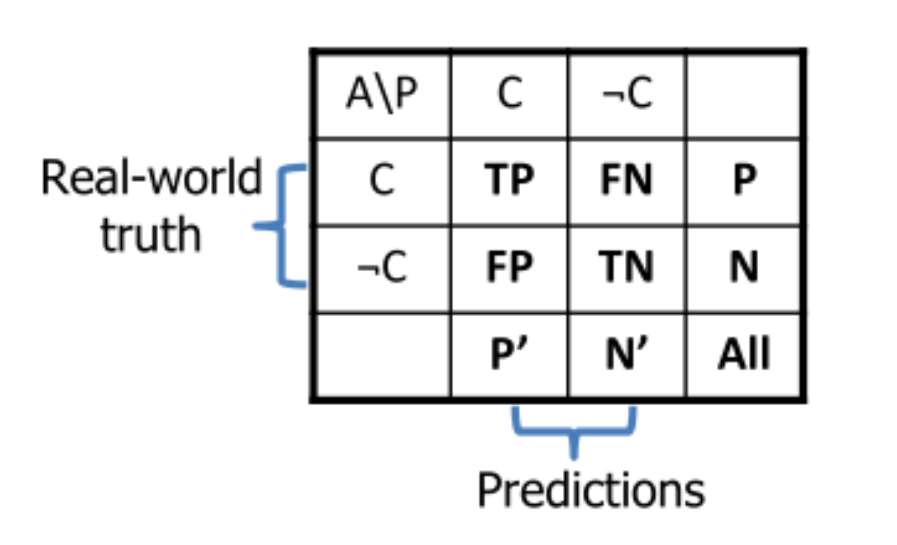 A\P C ¬C
Real-world
truth
C TP FN P
¬C FP TN N
P’ N’ All
Predictions